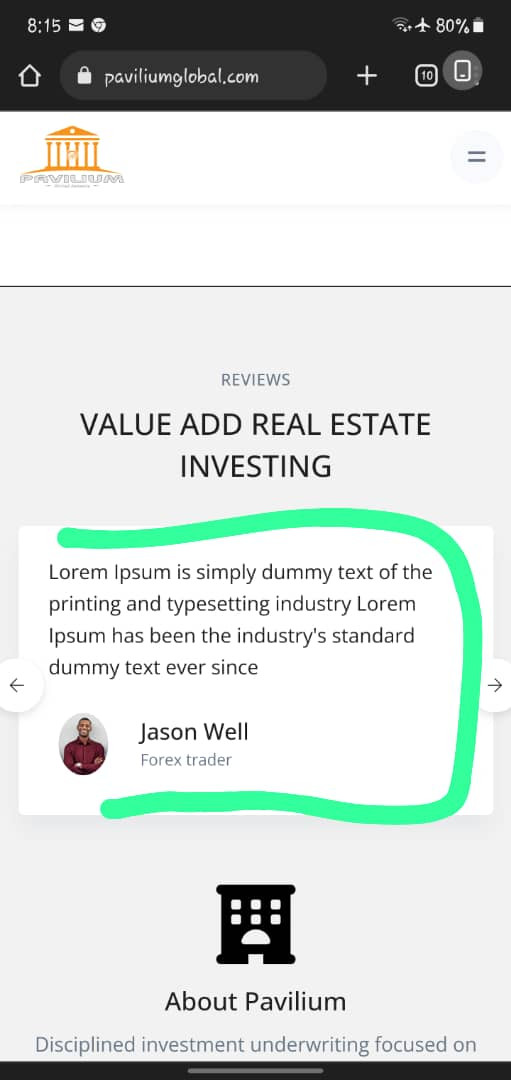 8:15 80%
paviliumglobal.com 10
PAVILIUM
REVIEWS
VALUE ADD REAL ESTATE
INVESTING
Lorem Ipsum is simply dummy text of the
printing and typesetting industry Lorem
Ipsum has been the industry's standard
dummy text ever since
Jason Well
Forex trader
About Pavilium
Disciplined investment underwriting focused on